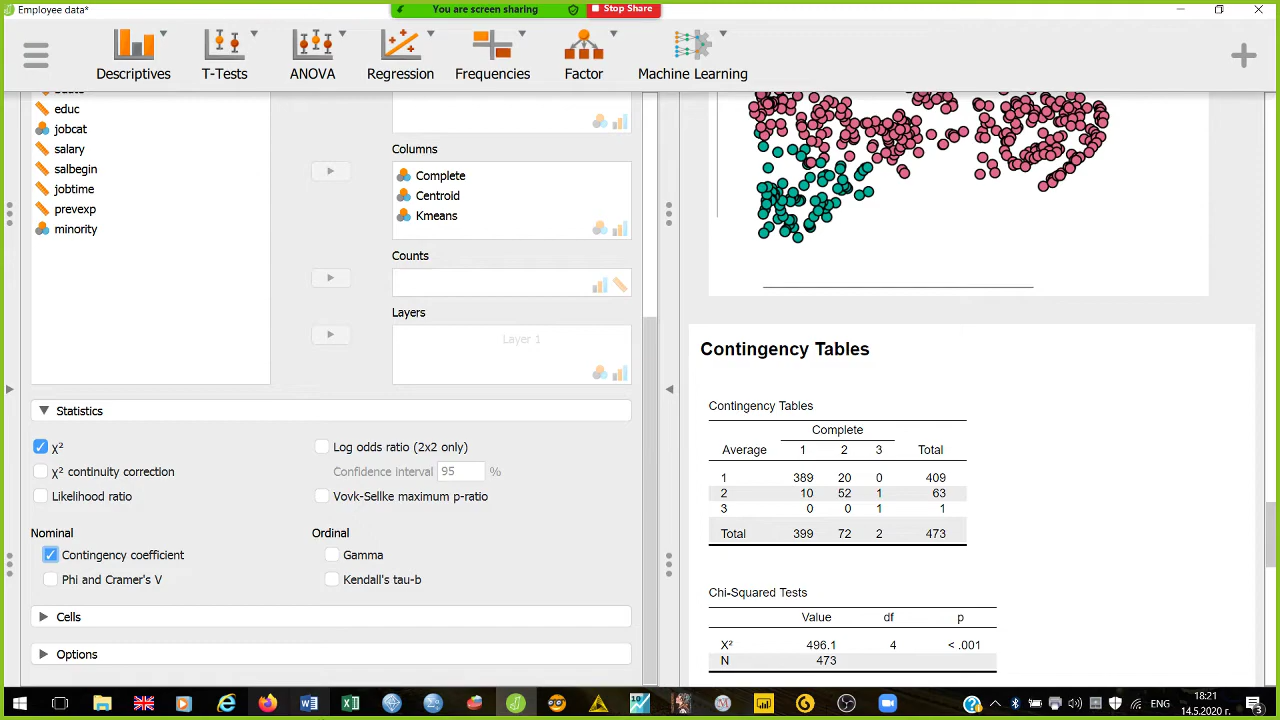 Employee data*
You are screen sharing
Stop Share
Descriptives
T-Tests
ANOVA
Regression
Frequencies
Factor
Machine Learning
educ
jobcat
salary
salbegin
jobtime
prevexp
minority
Columns
Complete
Centroid
Kmeans
Counts
Layers
Layer 1
Statistics
χ²
χ² continuity correction
Likelihood ratio
Log odds ratio (2x2 only)
Confidence interval 95 %
Vovk-Sellke maximum p-ratio
Nominal
Contingency coefficient
Phi and Cramer's V
Ordinal
Gamma
Kendall's tau-b
Cells
Options
Contingency Tables
Contingency Tables
Complete
Average 1 2 3 Total
1 389 20 0 409
2 10 52 1 63
3 0 0 1 1
Total 399 72 2 473
Chi-Squared Tests
Value df p
X² 496.1 4 < .001
N 473
ENG
18:21
14.5.2020 г.
3